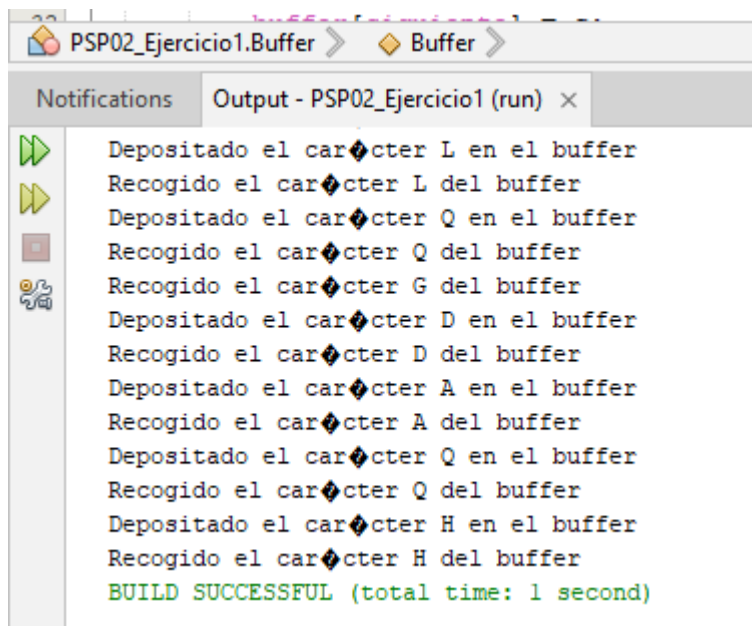 PSP02_Ejercicio1.Buffer
Buffer
Notifications
Output - PSP02_Ejercicio1 (run) ×
Depositado el car�cter L en el buffer
Recogido el car�cter L del buffer
Depositado el car�cter Q en el buffer
Recogido el car�cter Q del buffer
Recogido el car�cter G del buffer
Depositado el car�cter D en el buffer
Recogido el car�cter D del buffer
Depositado el car�cter A en el buffer
Recogido el car�cter A del buffer
Depositado el car�cter Q en el buffer
Recogido el car�cter Q del buffer
Depositado el car�cter H en el buffer
Recogido el car�cter H del buffer
BUILD SUCCESSFUL (total time: 1 second)